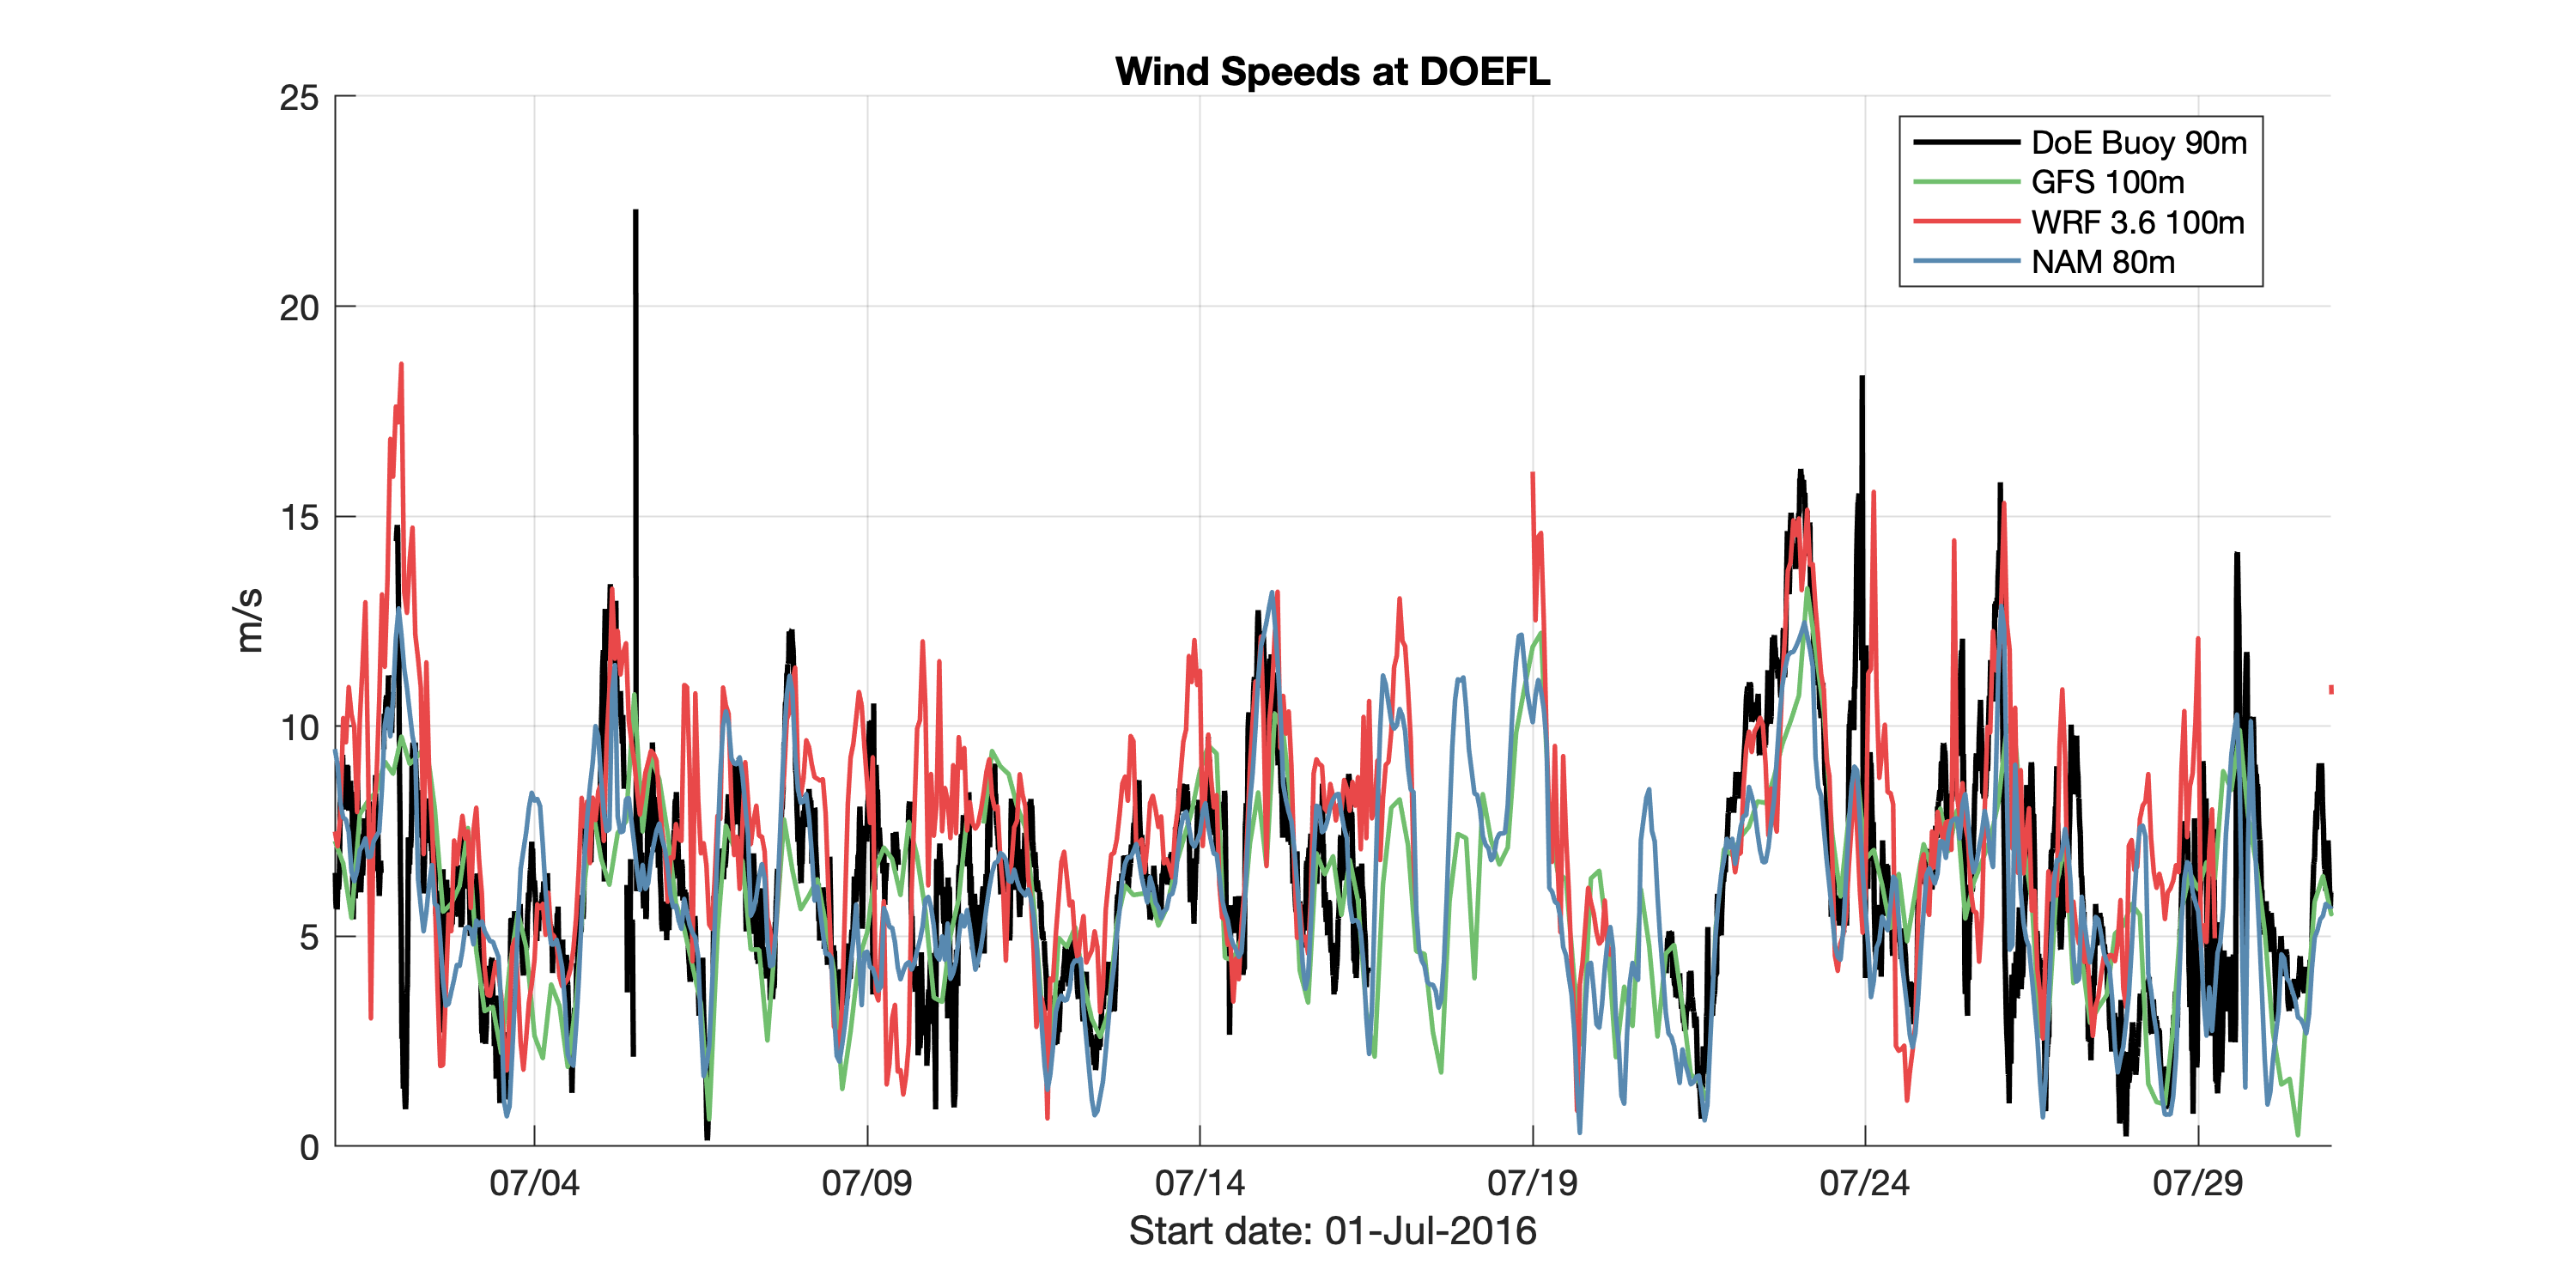 Wind Speeds at DOEFL
25
20
15
10
5
0
m/s
DoE Buoy 90m
GFS 100m
WRF 3.6 100m
NAM 80m
07/04 07/09 07/14 07/19 07/24 07/29
Start date: 01-Jul-2016